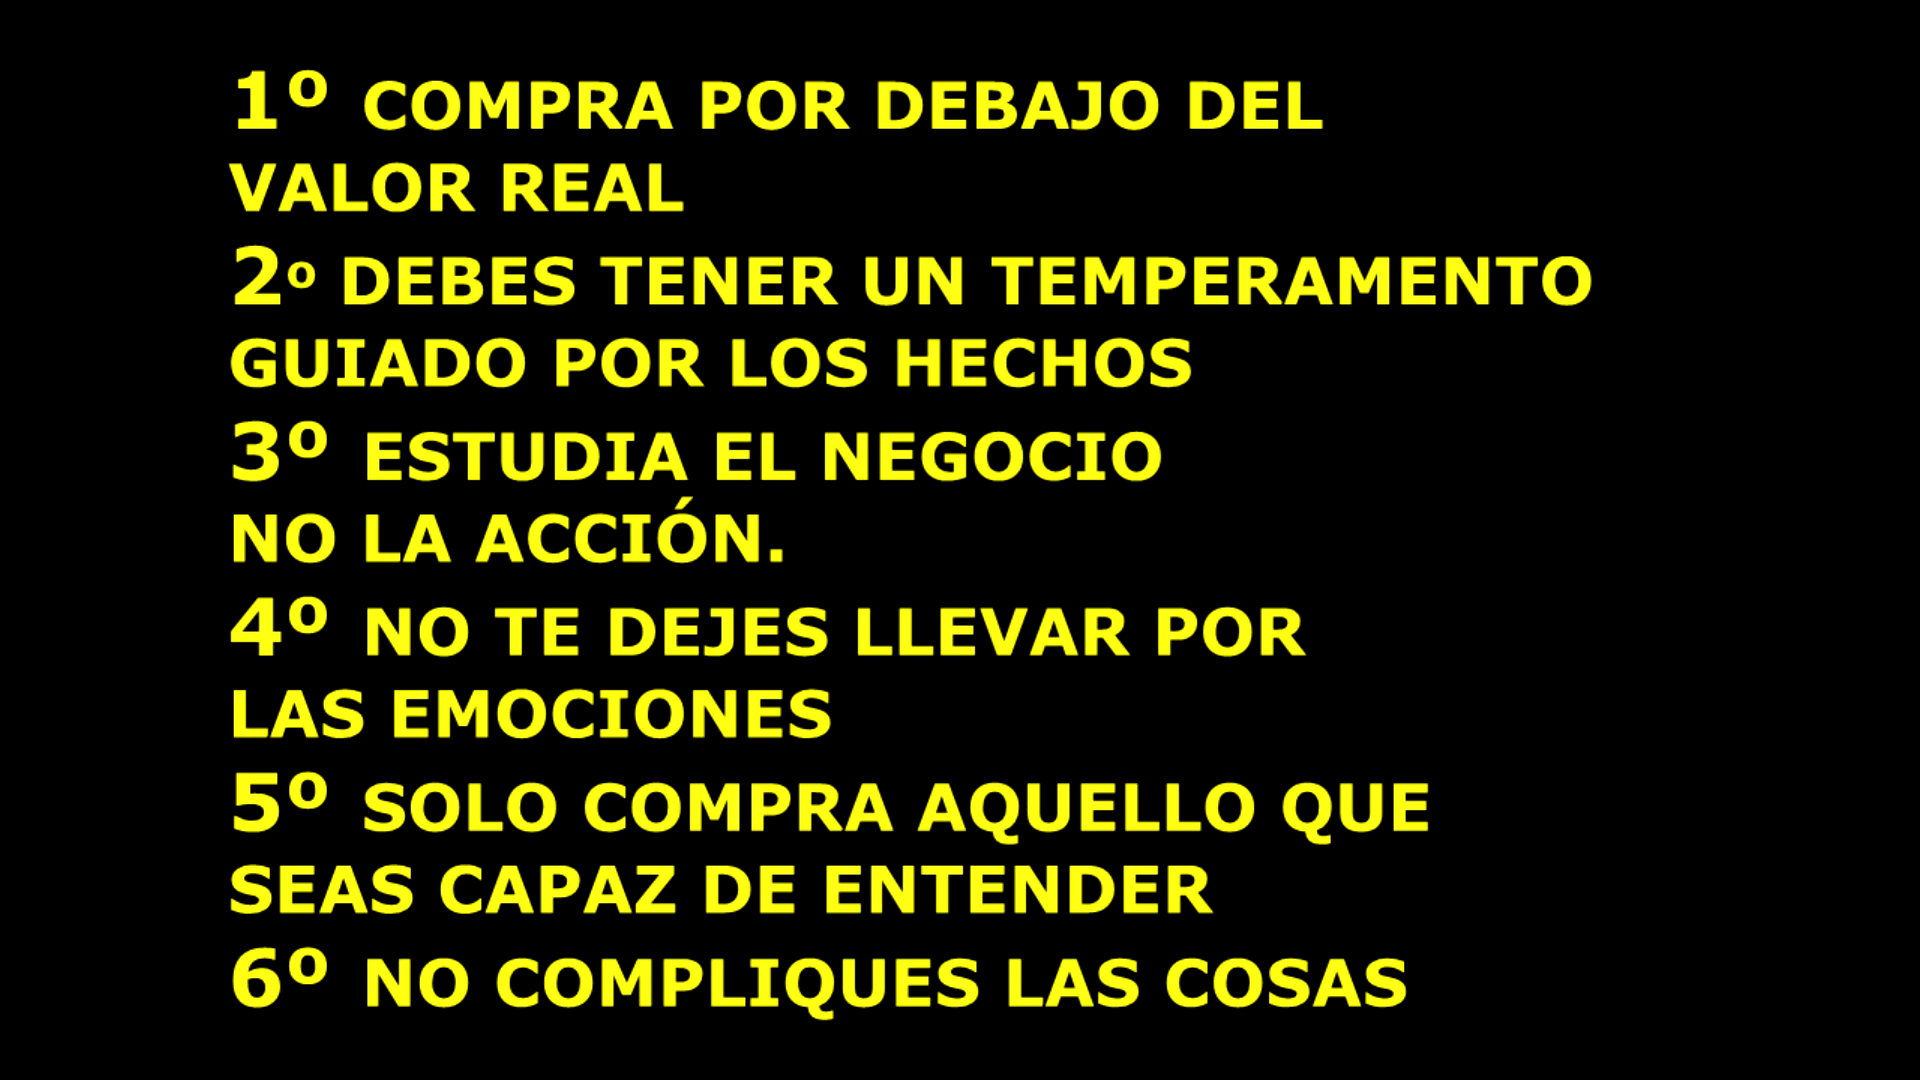 1º COMPRA POR DEBAJO DEL
VALOR REAL
2º DEBES TENER UN TEMPERAMENTO
GUIADO POR LOS HECHOS
3º ESTUDIA EL NEGOCIO
NO LA ACCIÓN.
4º NO TE DEJES LLEVAR POR
LAS EMOCIONES
5º SOLO COMPRA AQUELLO QUE
SEAS CAPAZ DE ENTENDER
6º NO COMPLIQUES LAS COSAS